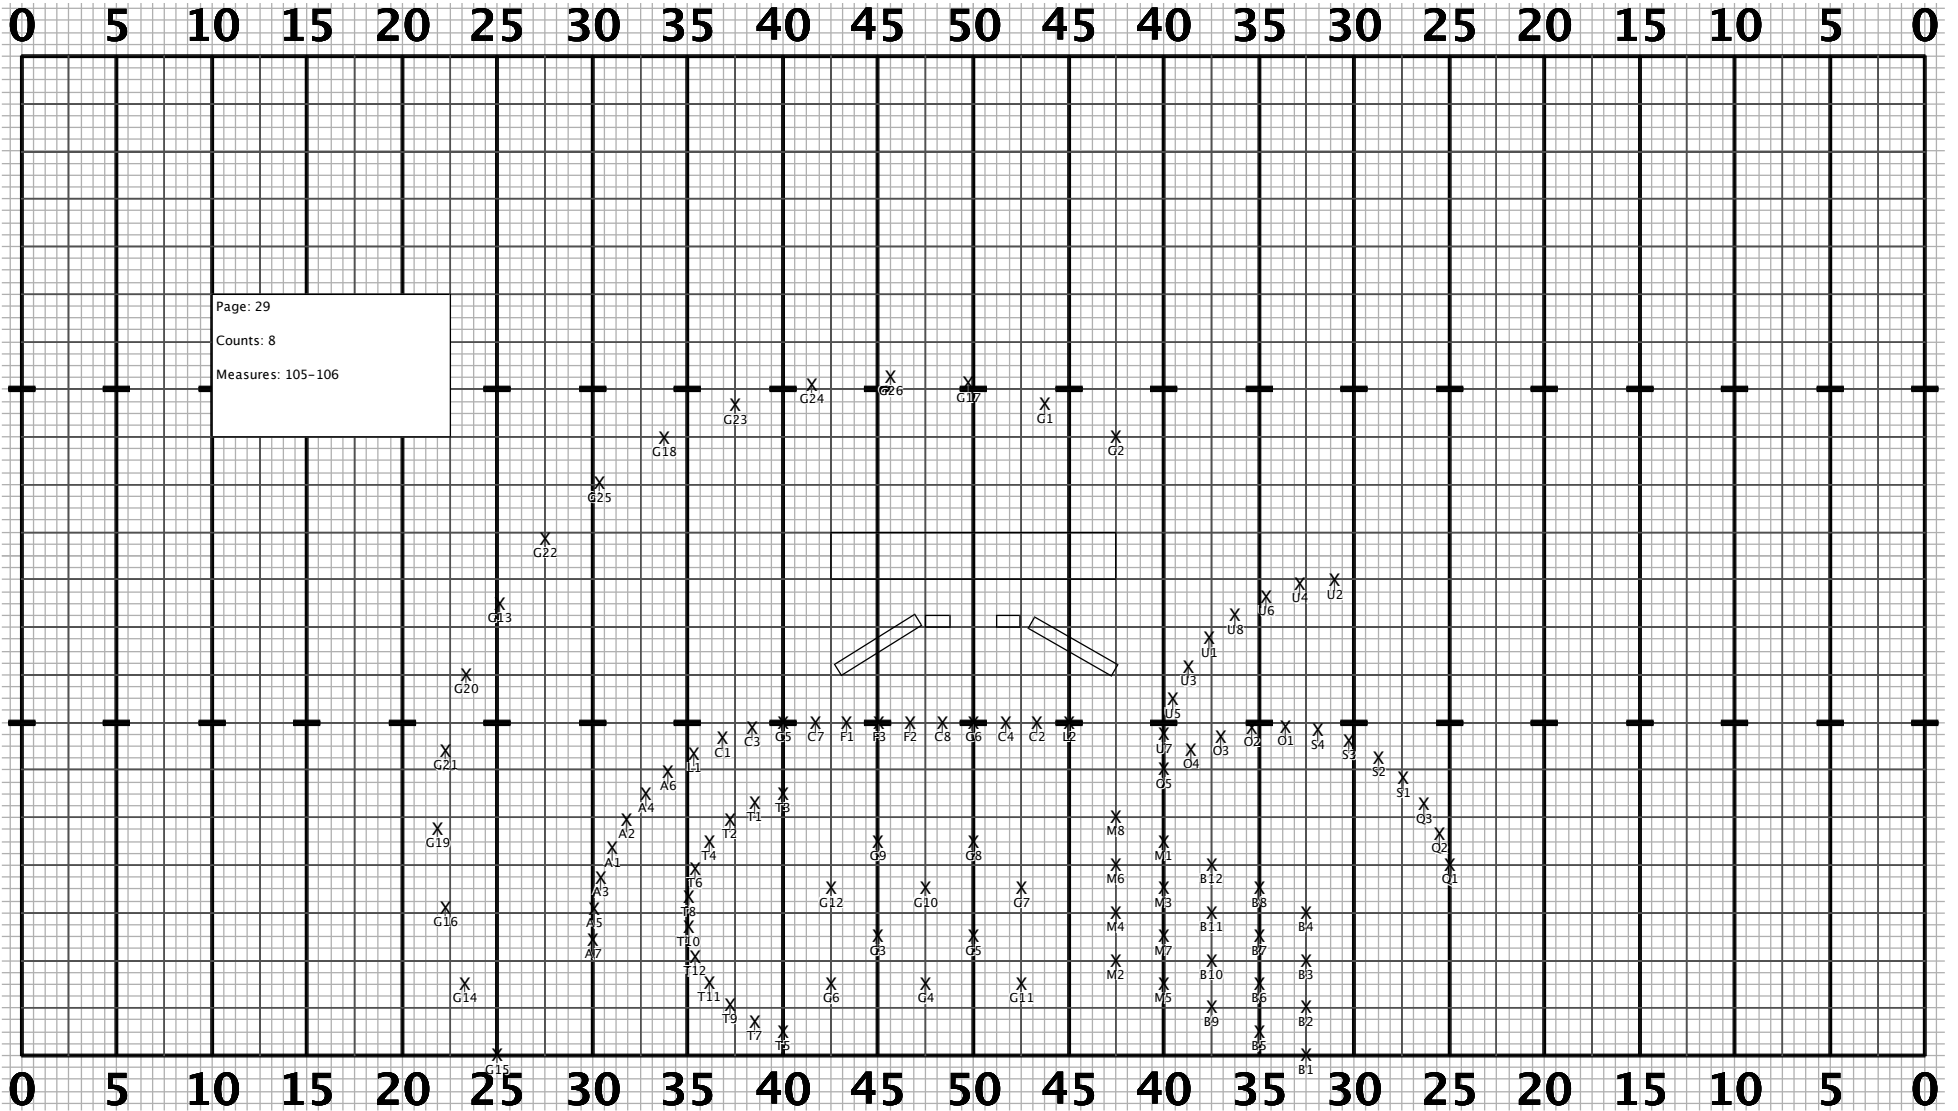 0 5 10 15 20 25 30 35 40 45 50 45 40 35 30 25 20 15 10 5 0
Page: 29
Counts: 8
Measures: 105-106
G24 G26 G17
G23 G1
G18 G2
G25
G22
G13 U6 U4 U2
U8
U1
G20 U3
U5
C1 C3 C7 F1 F3 F2 C8 C6 C4 C2 L2 U7 O3 O2 O1 S4
G21 L1 O4 S3
A6 O5 S2
A4 T3 S1
A2 T2 T1 M8 Q3
G19 A1 T4 G9 G8 M1 Q2
A3 T6 M6 B12 Q1
A5 T8 G12 G10 G7 M3 B8
G16 M4 B11 B4
A7 T10 G3 G5 M7 B7
T12 M2 B10 B3
G14 T11 G6 G4 G11 M5 B6
T9 B9 B2
T7 T5 B5
G15 B1
0 5 10 15 20 25 30 35 40 45 50 45 40 35 30 25 20 15 10 5 0